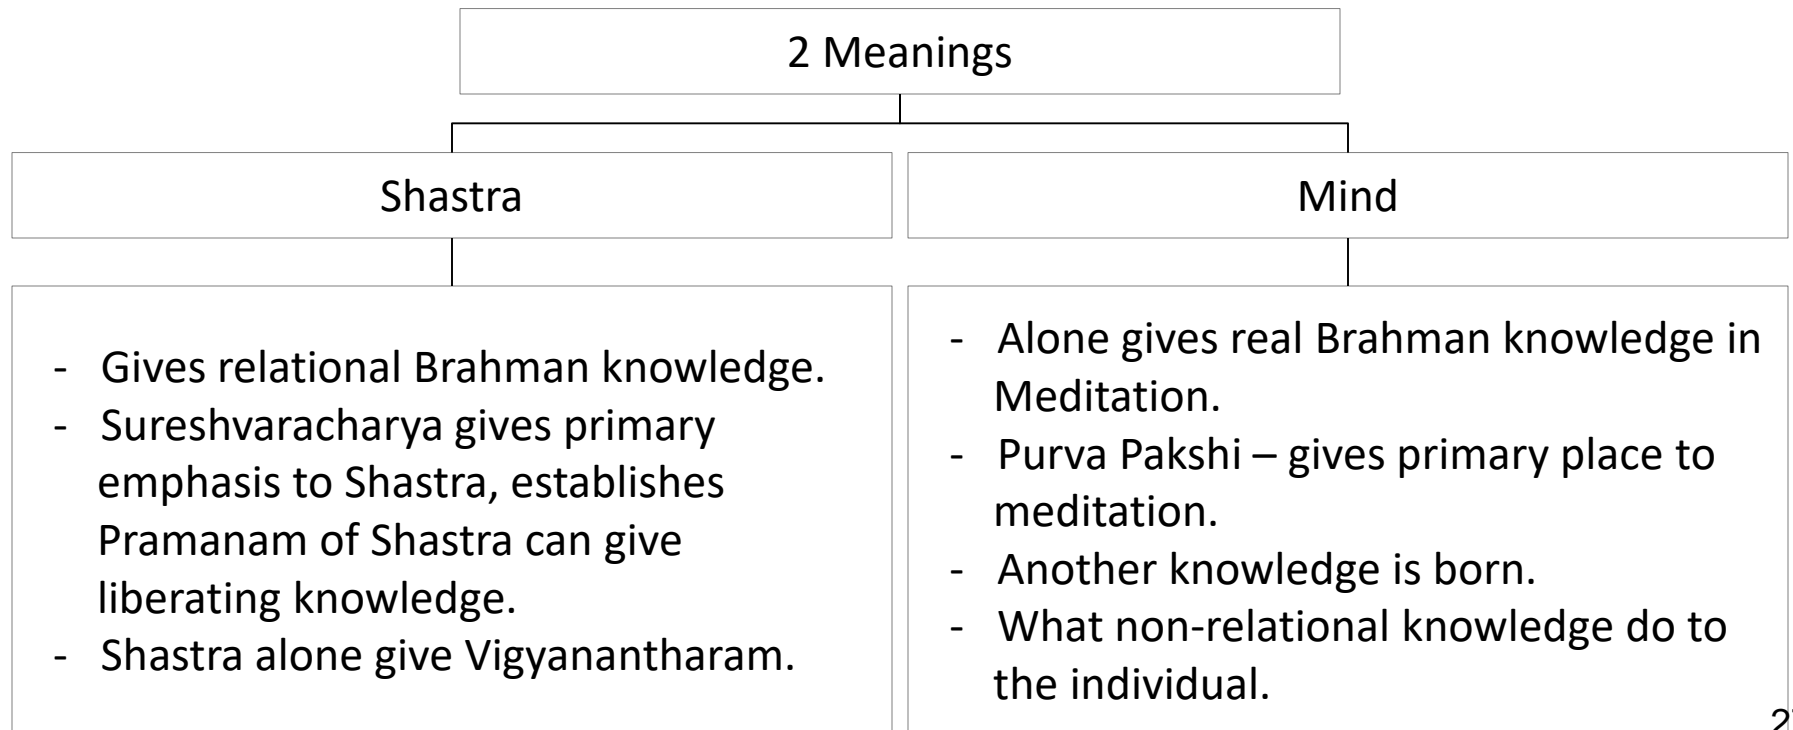 2 Meanings
Shastra
Mind
- Gives relational Brahman knowledge.
- Sureshvaracharya gives primary
emphasis to Shastra, establishes
Pramanam of Shastra can give
liberating knowledge.
- Shastra alone give Vigyanantharam.
- Alone gives real Brahman knowledge in
Meditation.
- Purva Pakshi – gives primary place to
meditation.
- Another knowledge is born.
- What non-relational knowledge do to
the individual.